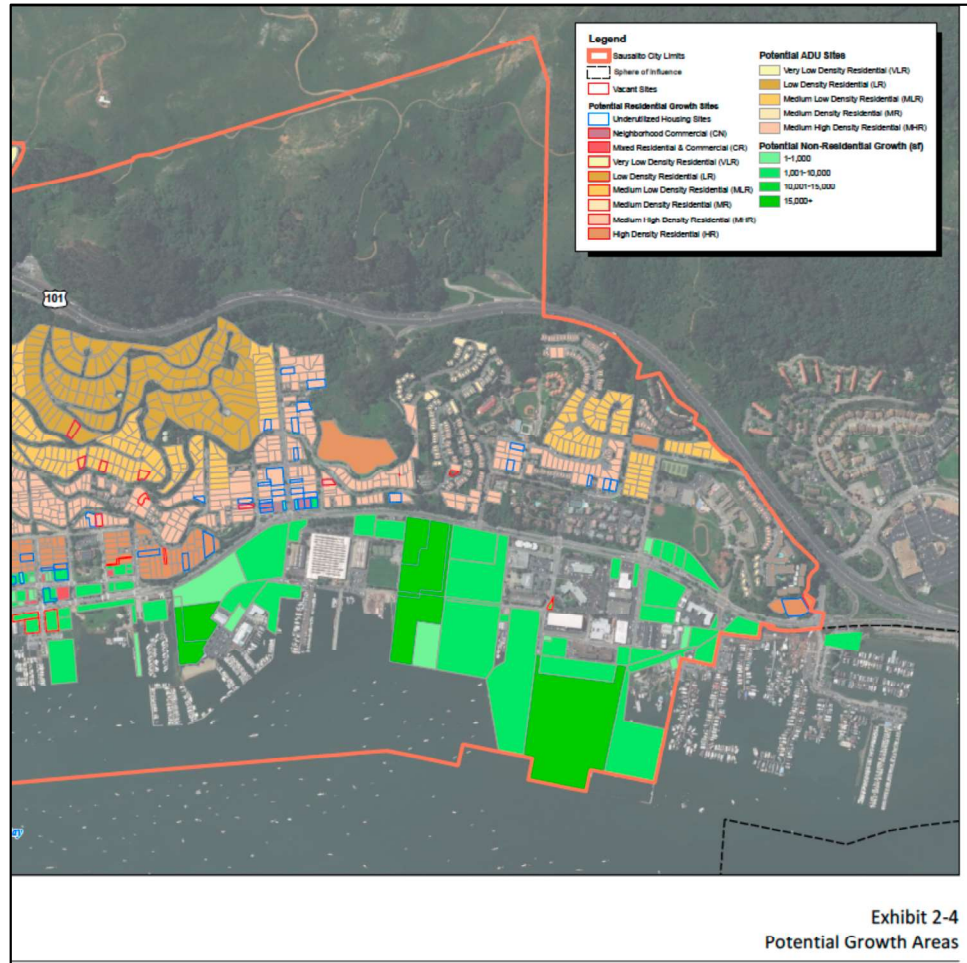 Legend
Sausalito City Limits
Sphere of Influence
Vacant Sites
Potential Residential Growth Sites
Underutilized Housing Sites
Neighborhood Commercial (CN)
Mixed Residential & Commercial (CR)
Very Low Density Residential (VLR)
Low Density Residential (LR)
Medium Low Density Residential (MLR)
Medium Density Residential (MR)
Medium High Density Residential (MHR)
High Density Residential (HR)
Potential ADU Sites
Very Low Density Residential (VLR)
Low Density Residential (LR)
Medium Low Density Residential (MLR)
Medium Density Residential (MR)
Medium High Density Residential (MHR)
Potential Non-Residential Growth (sf)
1-1,000
1,001-10,000
10,001-15,000
15,000+
101
Exhibit 2-4
Potential Growth Areas